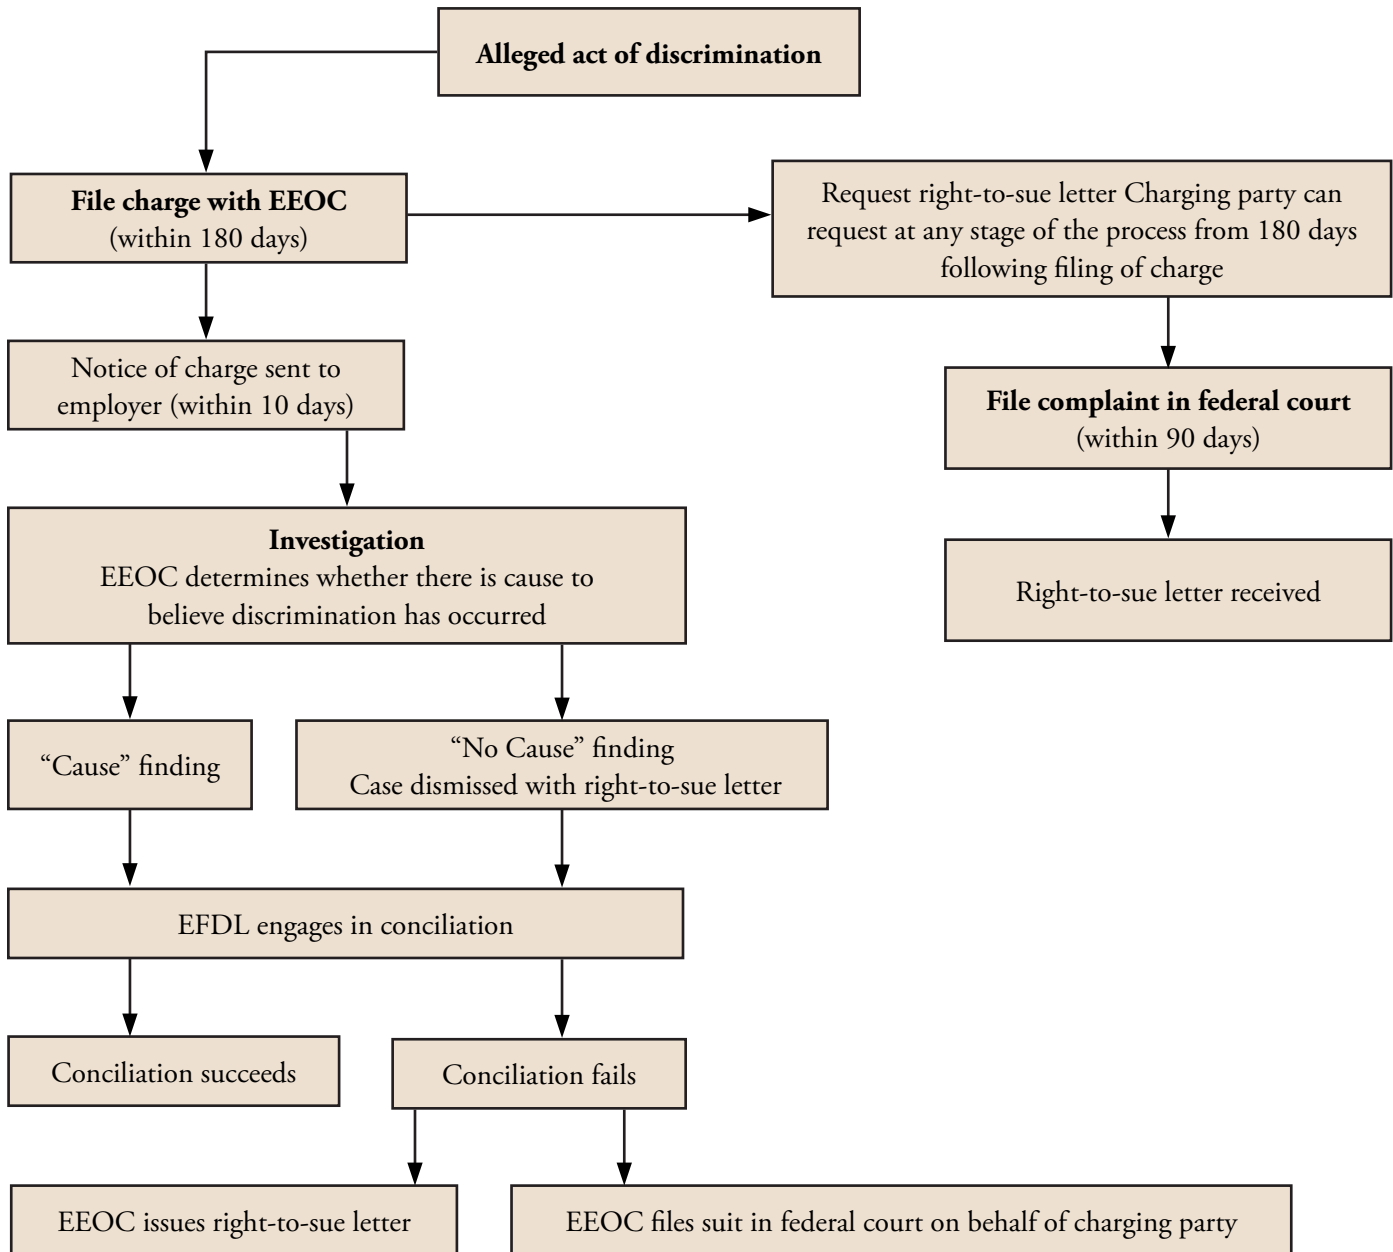 Alleged act of discrimination
File charge with EEOC
(within 180 days)
Request right-to-sue letter Charging party can
request at any stage of the process from 180 days
following filing of charge
Notice of charge sent to
employer (within 10 days)
File complaint in federal court
(within 90 days)
Investigation
EEOC determines whether there is cause to
believe discrimination has occurred
Right-to-sue letter received
“Cause” finding
“No Cause” finding
Case dismissed with right-to-sue letter
EFDL engages in conciliation
Conciliation succeeds
Conciliation fails
EEOC issues right-to-sue letter
EEOC files suit in federal court on behalf of charging party